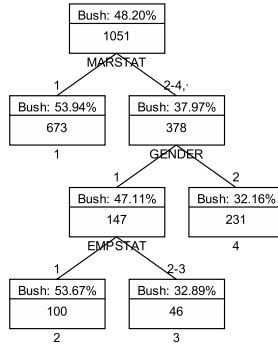 Bush: 48.20%
1051
MARSTAT
1 2-4,.
Bush: 53.94% Bush: 37.97%
673 378
1 GENDER
1 2
Bush: 47.11% Bush: 32.16%
147 231
EMPSTAT 4
1 2-3
Bush: 53.67% Bush: 32.89%
100 46
2 3